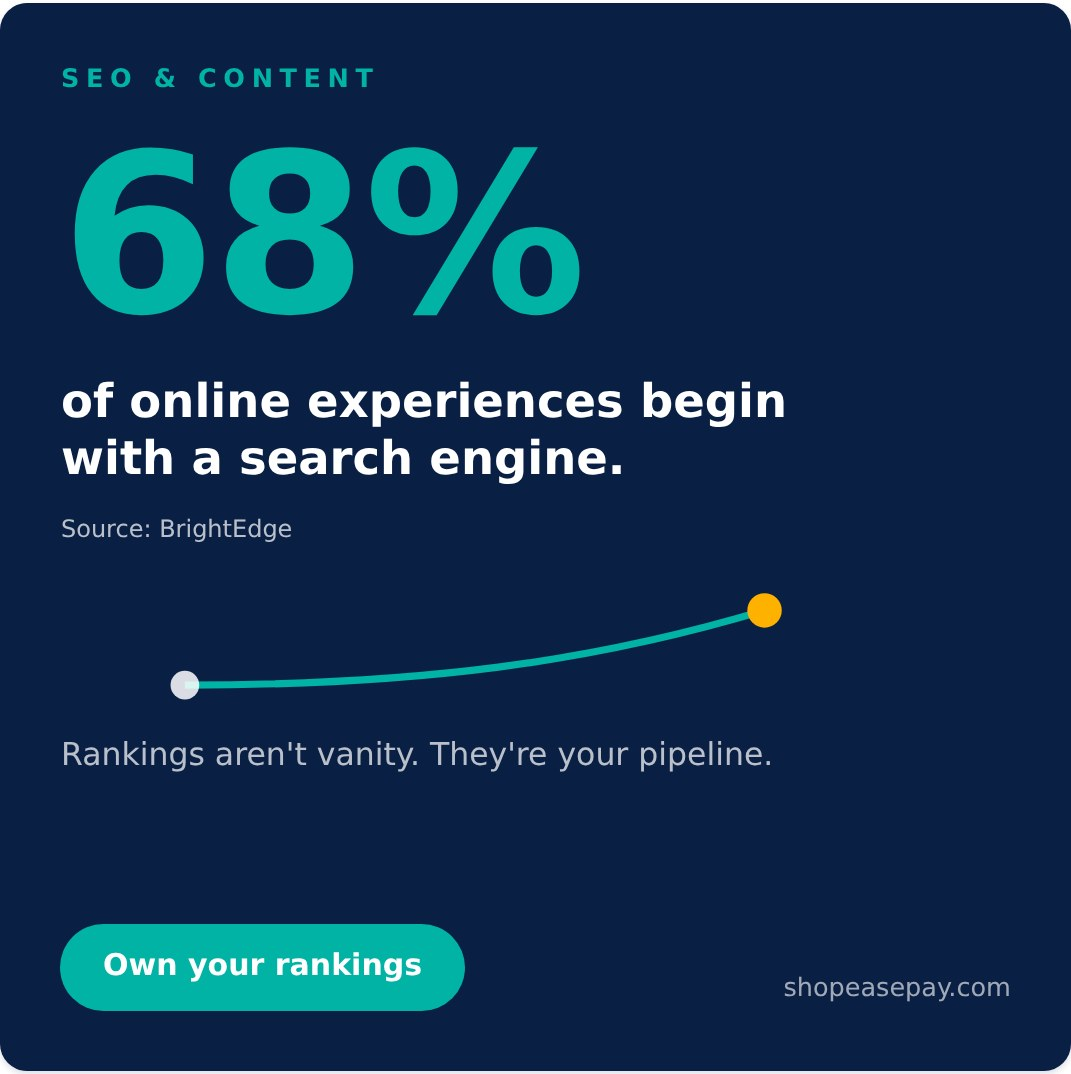 SEO & CONTENT
68%
of online experiences begin
with a search engine.
Source: BrightEdge
Rankings aren't vanity. They're your pipeline.
Own your rankings
shopeasepay.com